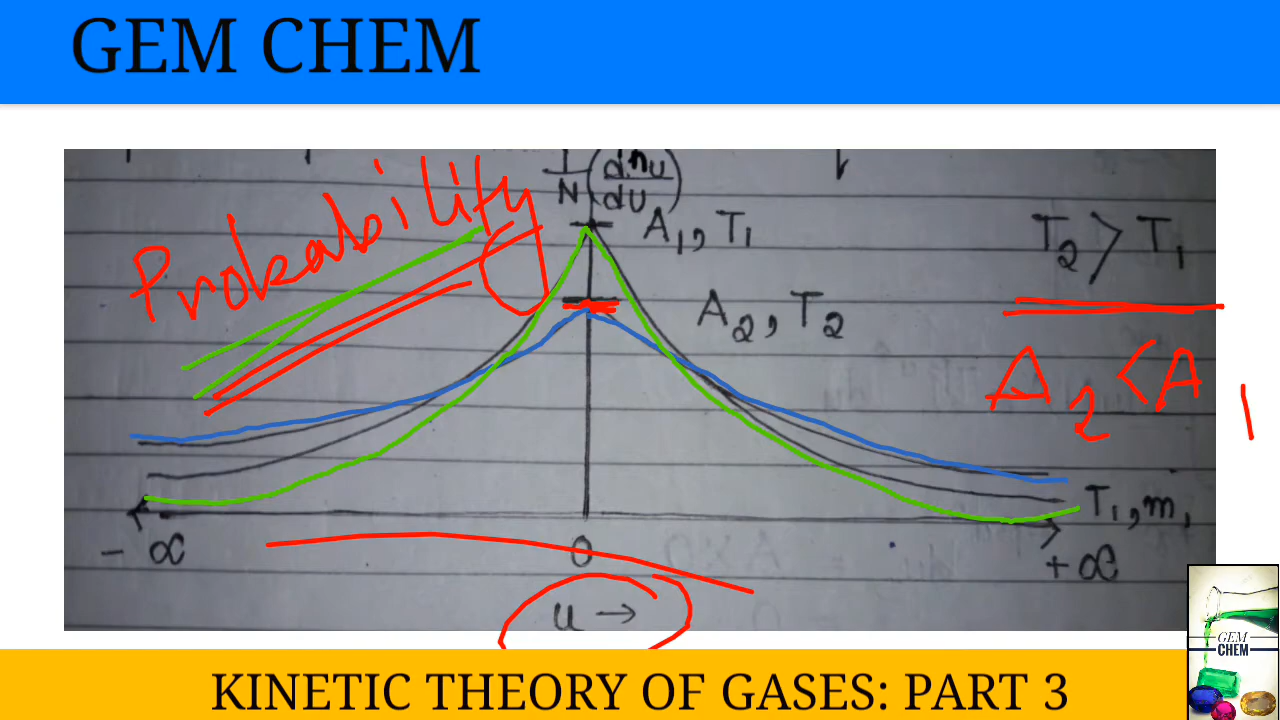 GEM CHEM
1/N (dnu/du)
Probability
A1, T1
T2 > T1
A2, T2
A2 < A1
T1, m1
- ∝ 0 +∝
u →
GEM
CHEM
KINETIC THEORY OF GASES: PART 3